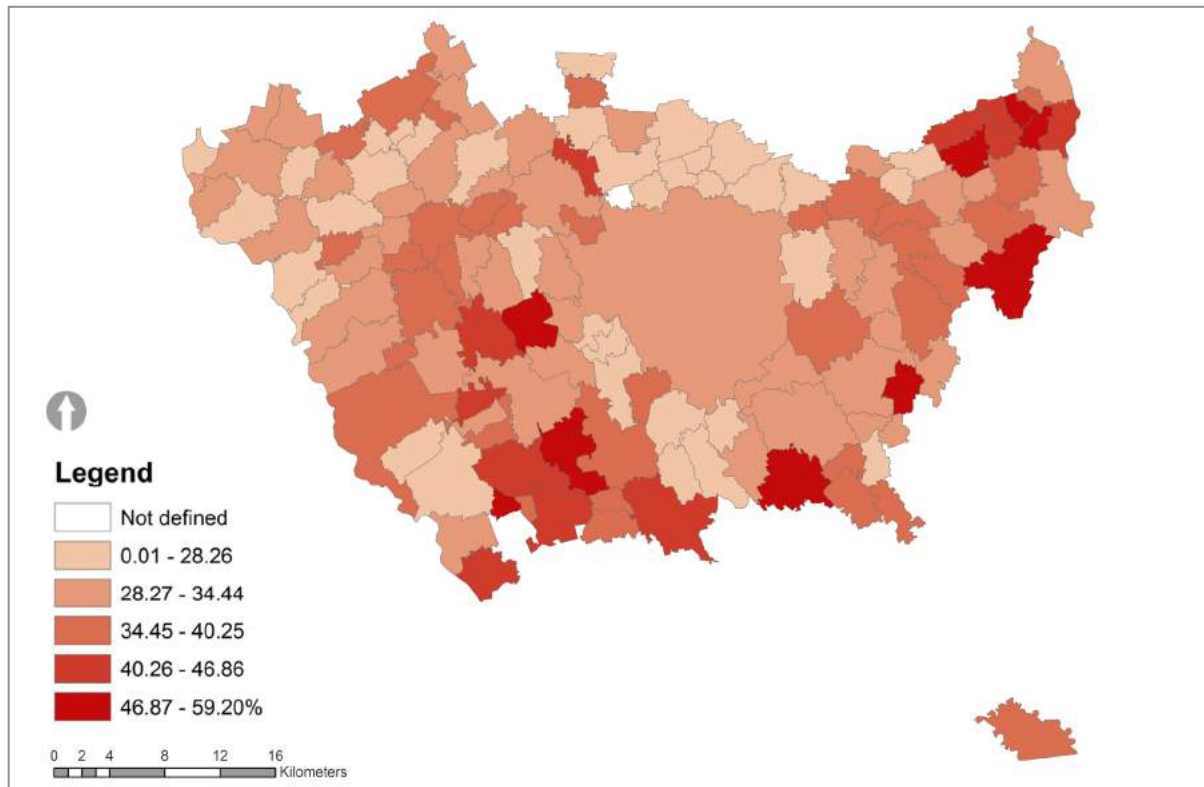 Legend
Not defined
0.01 - 28.26
28.27 - 34.44
34.45 - 40.25
40.26 - 46.86
46.87 - 59.20%
0 2 4 8 12 16
Kilometers